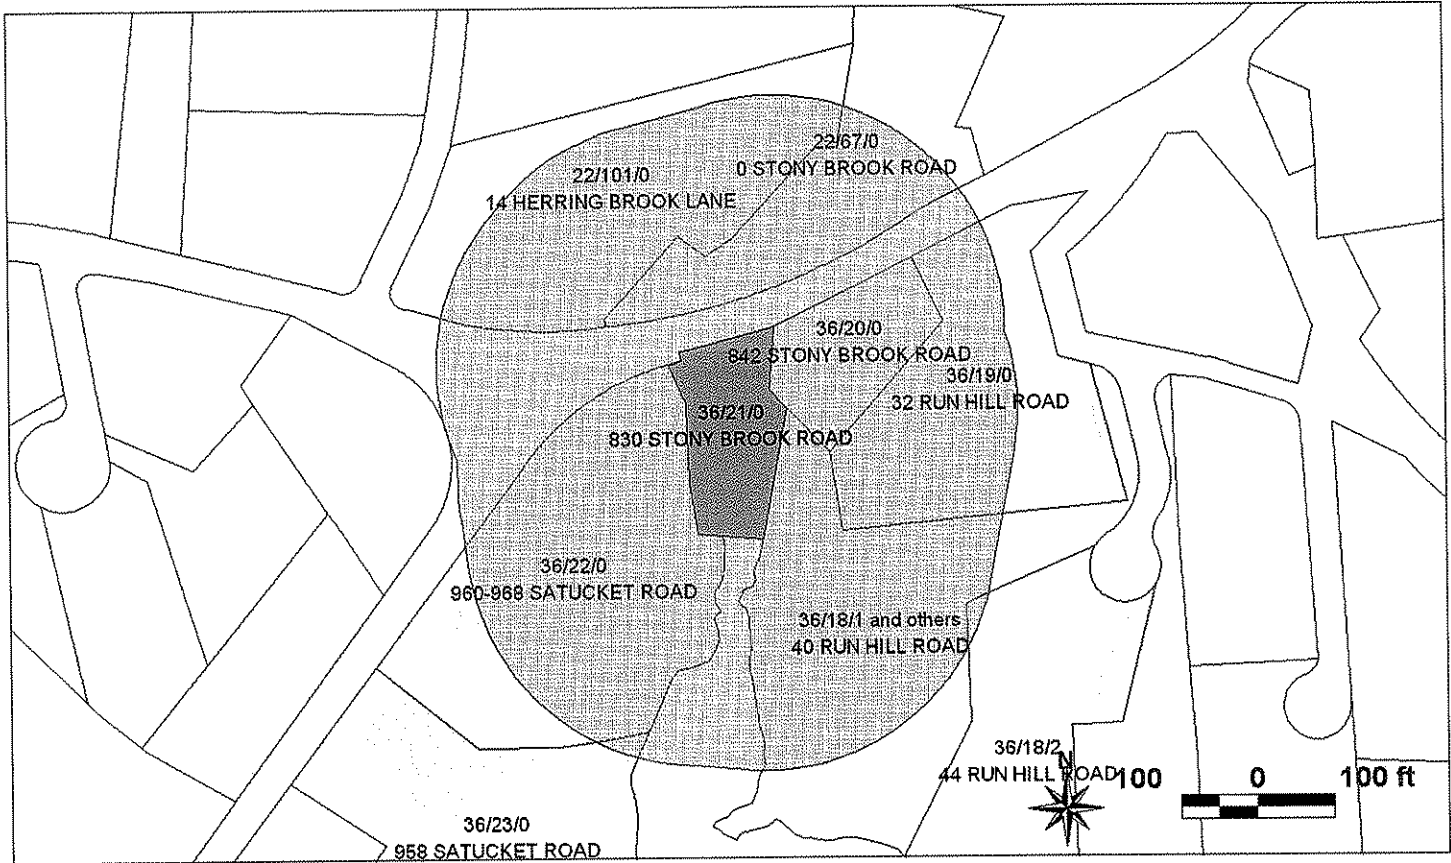 22/67/0
0 STONY BROOK ROAD
22/101/0
14 HERRING BROOK LANE
36/20/0
842 STONY BROOK ROAD
36/19/0
32 RUN HILL ROAD
36/21/0
830 STONY BROOK ROAD
36/22/0
960-968 SATUCKET ROAD
36/18/1 and others
40 RUN HILL ROAD
36/18/2
44 RUN HILL ROAD
N
100 0 100 ft
36/23/0
958 SATUCKET ROAD